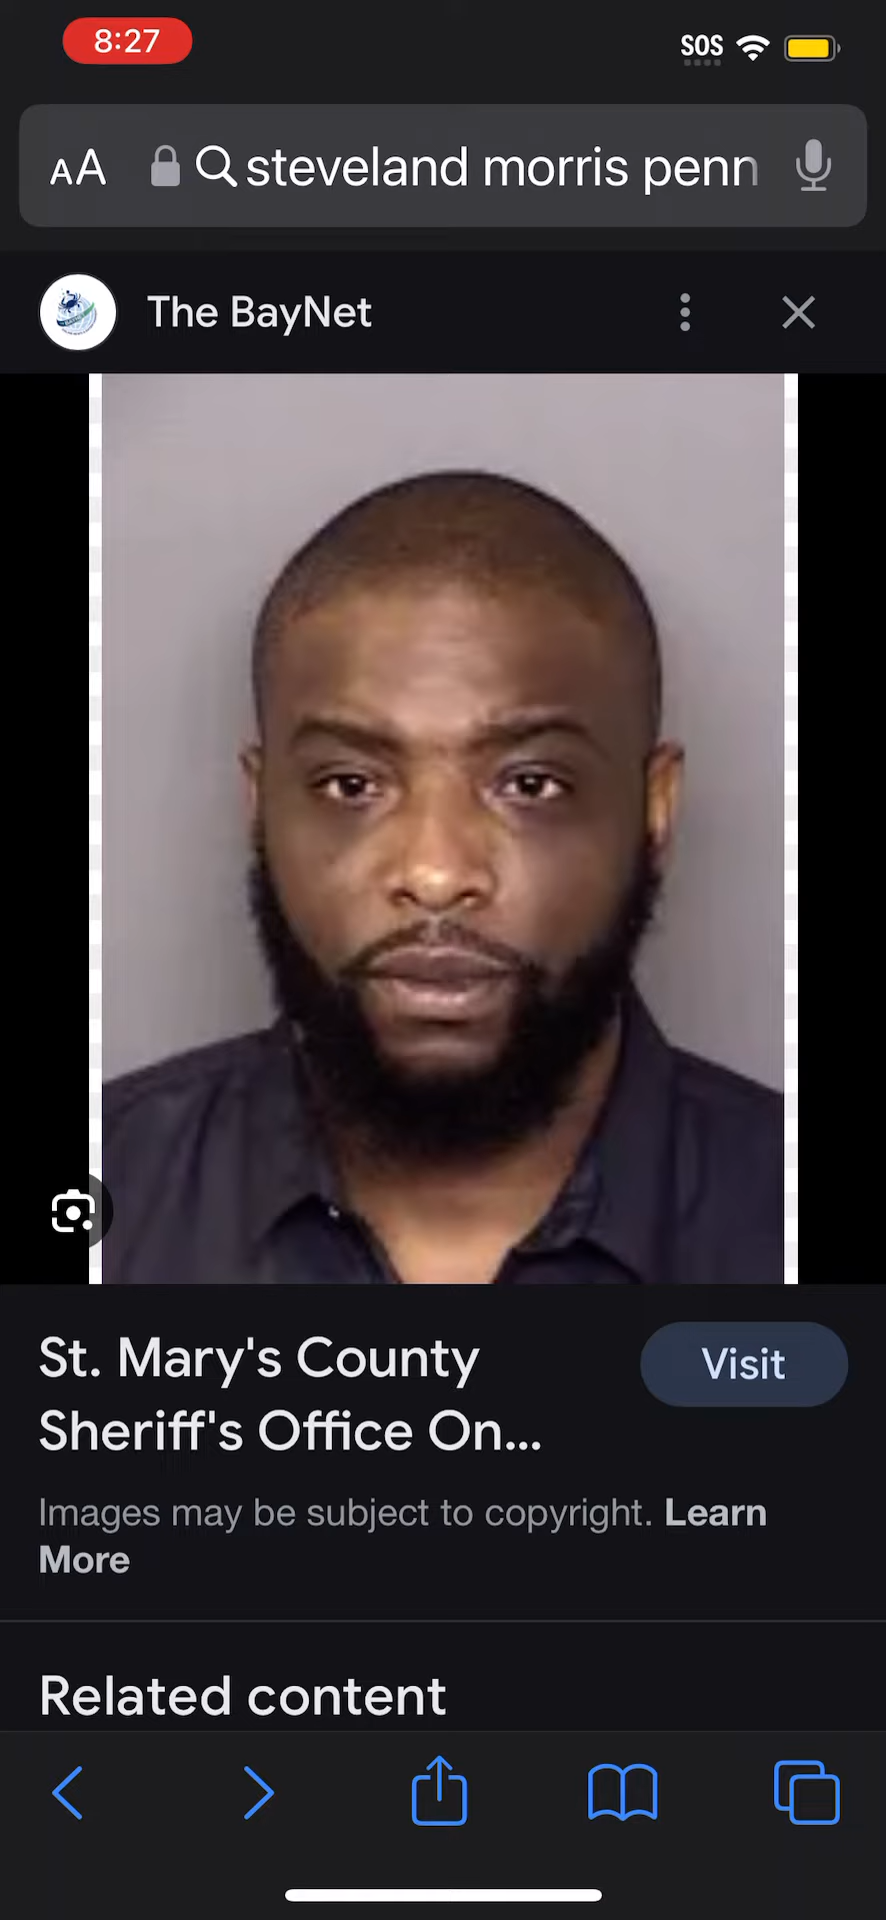 8:27
SOS
AA
steveland morris penn
The BayNet
St. Mary's County
Sheriff's Office On...
Visit
Images may be subject to copyright. Learn
More
Related content